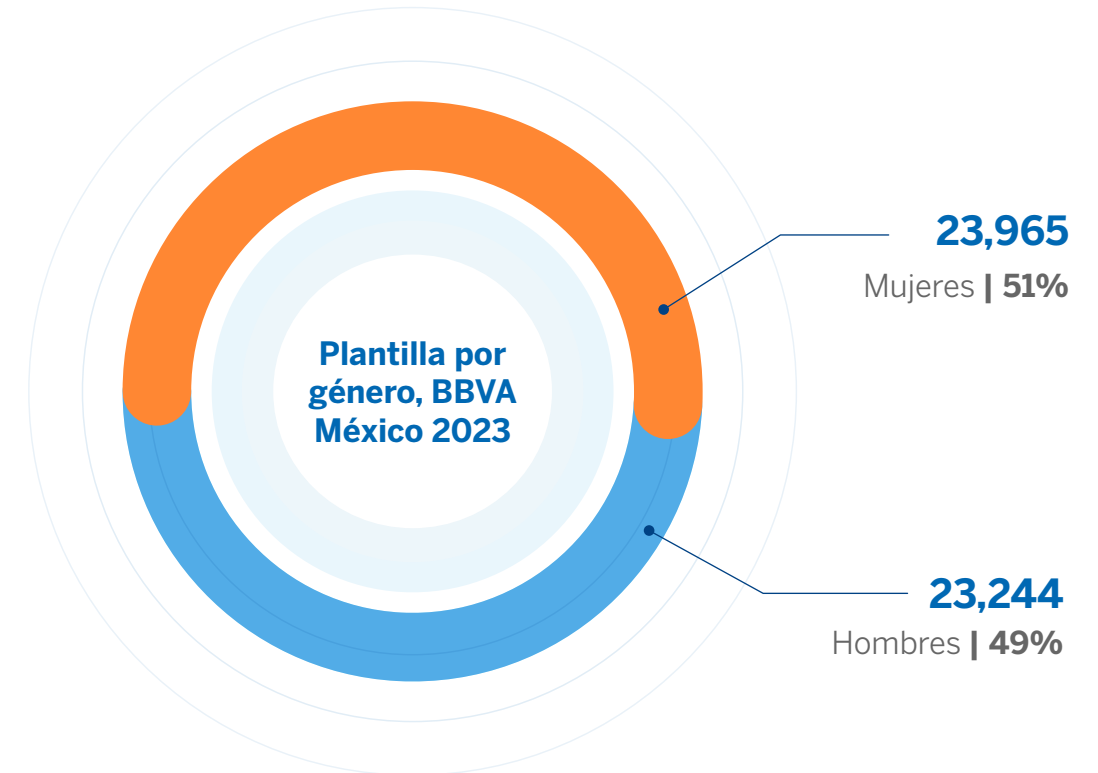 Plantilla por
género, BBVA
México 2023
23,965
Mujeres | 51%
23,244
Hombres | 49%